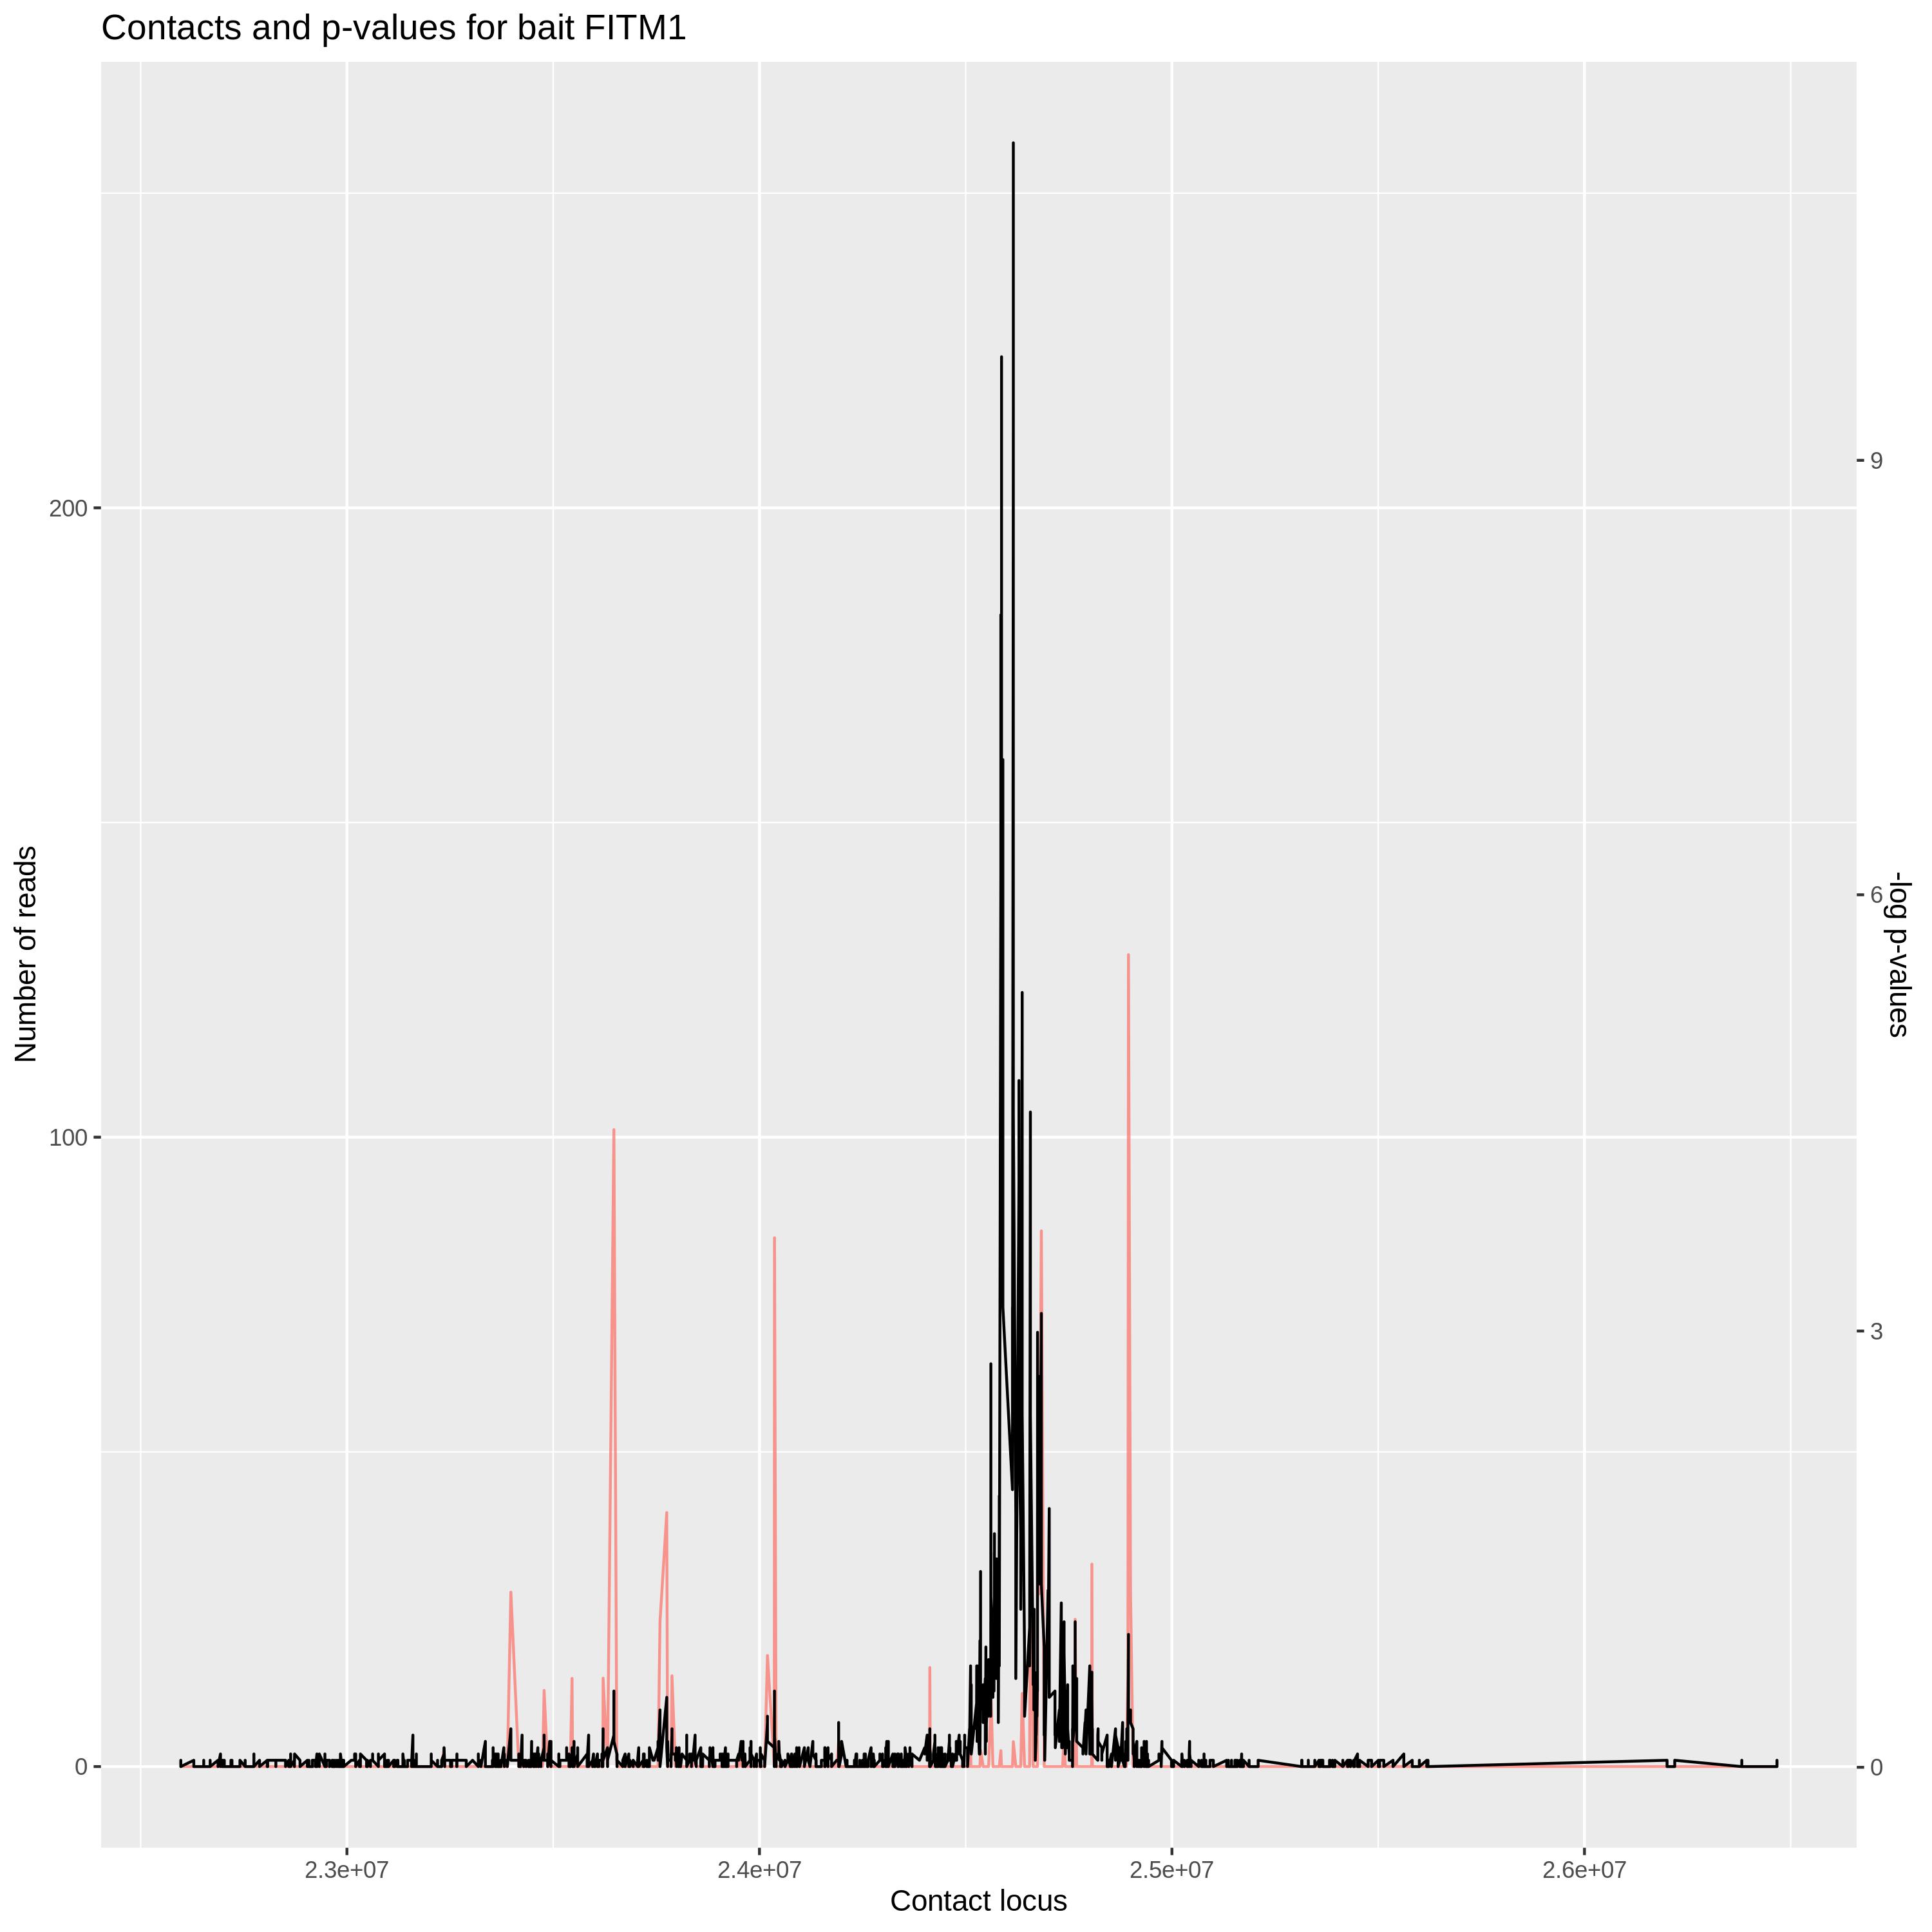 Contacts and p-values for bait FITM1
Number of reads
200
100
0
9
6
3
0
-log p-values
2.3e+07
2.4e+07
2.5e+07
2.6e+07
Contact locus